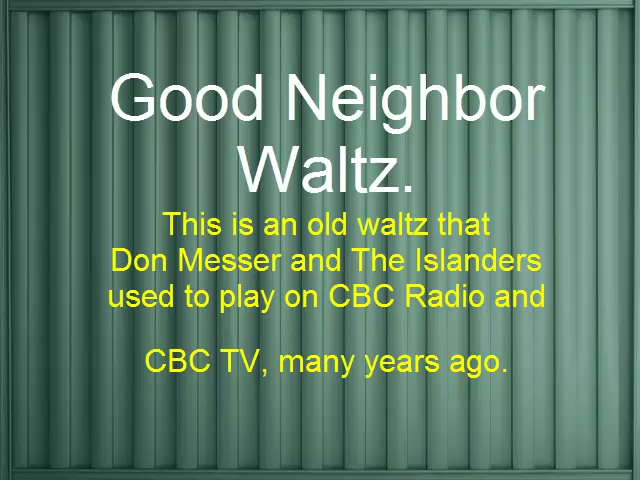 Good Neighbor
Waltz.
This is an old waltz that
Don Messer and The Islanders
used to play on CBC Radio and
CBC TV, many years ago.